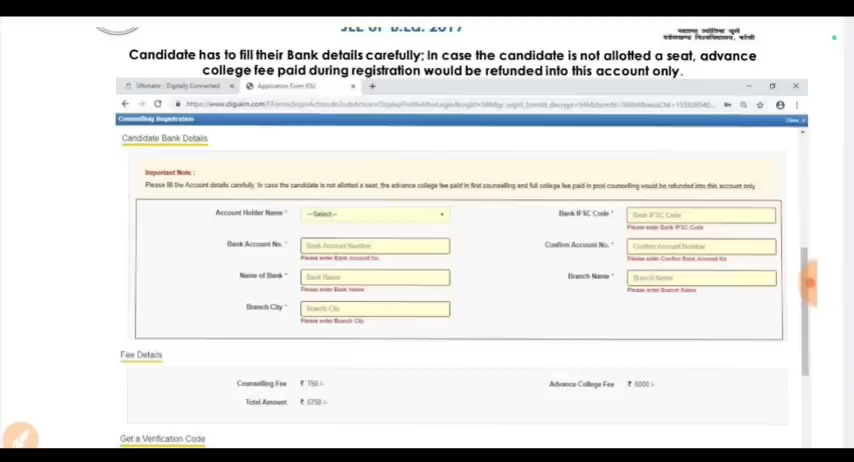 JEE of B.Ed. 2017
Candidate has to fill their Bank details carefully; In case the candidate is not allotted a seat, advance
college fee paid during registration would be refunded into this account only.
Application Form IDU
Counselling Registration
Candidate Bank Details
Important Note :
Please fill the Account details carefully. In case the candidate is not allotted a seat, the advance college fee paid in first counselling and full college fee paid in pool counselling would be refunded into this account only.
Account Holder Name *
--Select--
Bank IFSC Code *
Bank IFSC Code
Please enter Bank IFSC Code
Bank Account No. *
Bank Account Number
Please enter Bank Account No.
Confirm Account No. *
Confirm Account Number
Please enter Confirm Bank Account No
Name of Bank *
Bank Name
Please enter Bank Name
Branch Name *
Branch Name
Please enter Branch Name
Branch City *
Branch City
Please enter Branch City
Fee Details
Counselling Fee ₹ 750 /-
Advance College Fee ₹ 5000 /-
Total Amount ₹ 5750 /-
Get a Verification Code